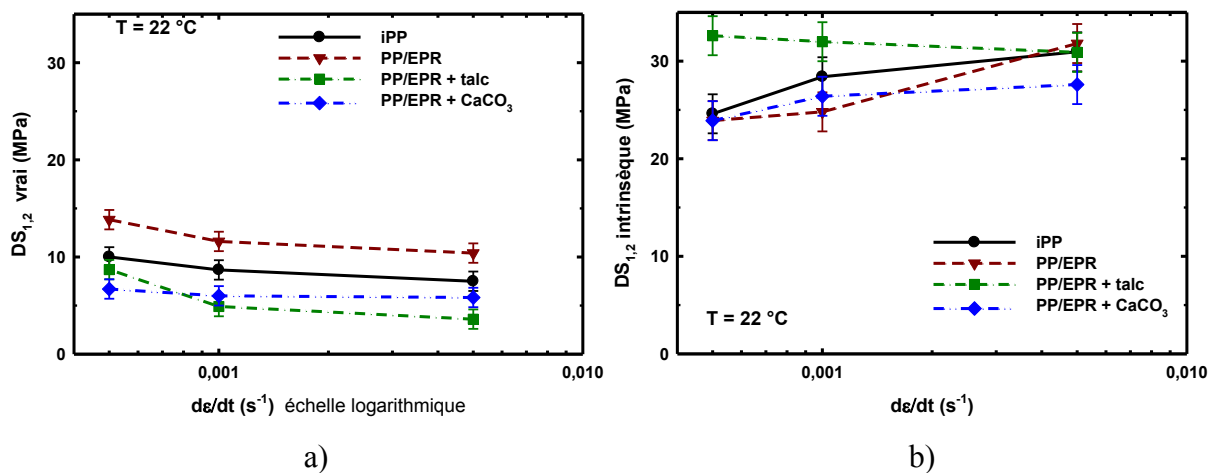 T = 22 °C
iPP
PP/EPR
PP/EPR + talc
PP/EPR + CaCO₃
30
20
10
0
DS₁,₂ vrai (MPa)
0,001
0,010
dε/dt (s⁻¹) échelle logarithmique
a)
30
20
10
0
DS₁,₂ intrinsèque (MPa)
iPP
PP/EPR
PP/EPR + talc
PP/EPR + CaCO₃
T = 22 °C
0,001
0,010
dε/dt (s⁻¹)
b)